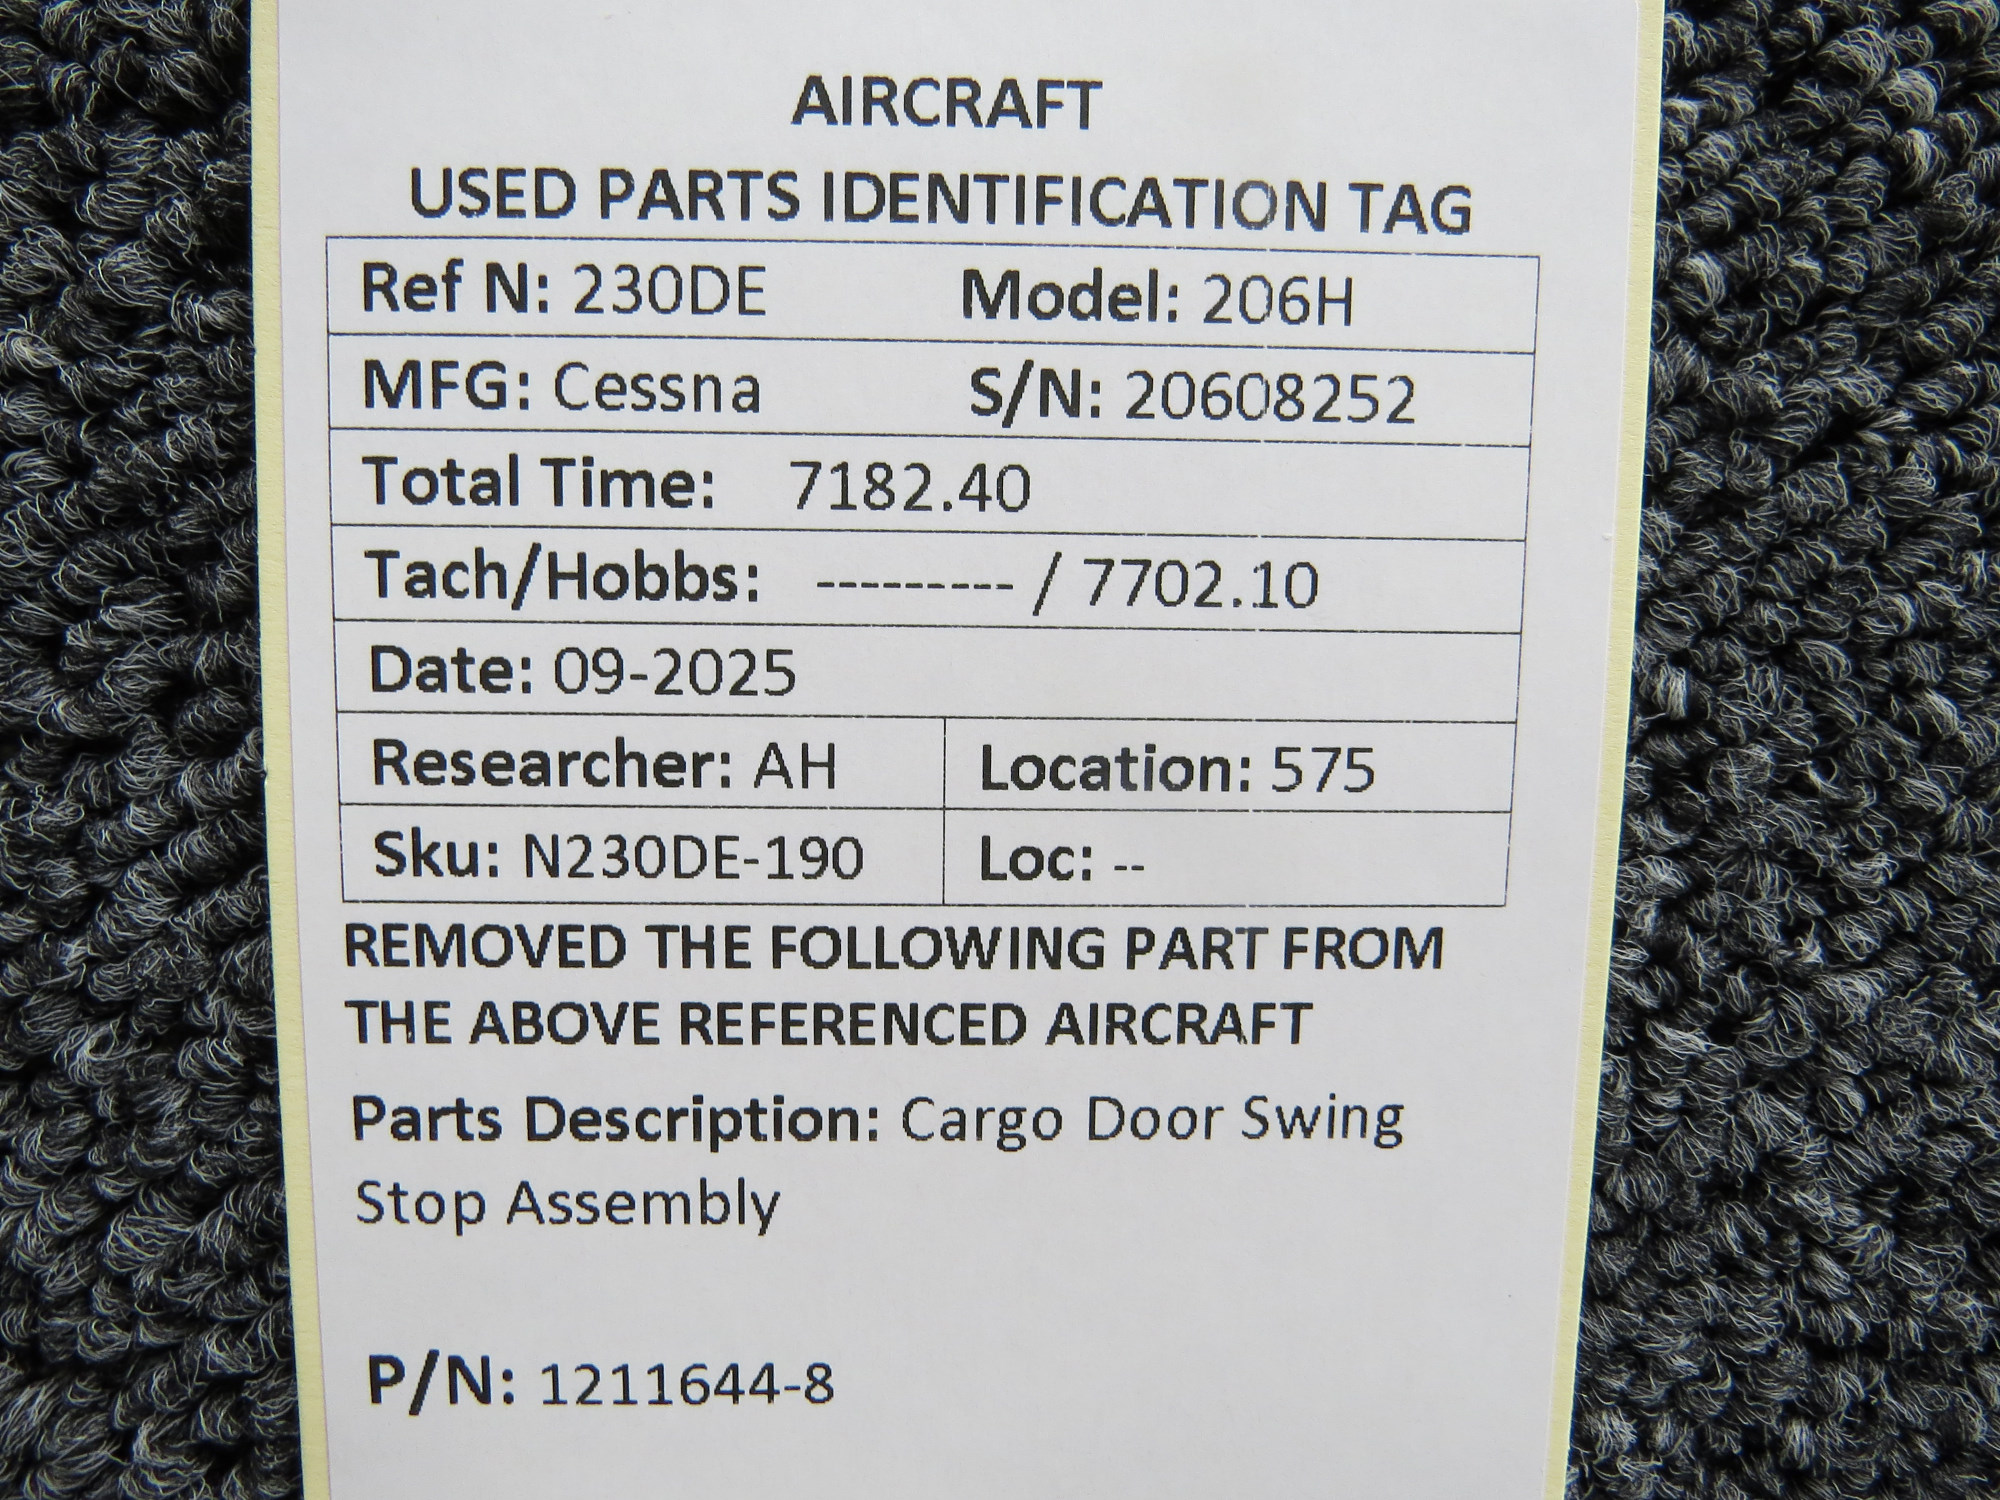 AIRCRAFT
USED PARTS IDENTIFICATION TAG
Ref N: 230DE Model: 206H
MFG: Cessna S/N: 20608252
Total Time: 7182.40
Tach/Hobbs: --------- / 7702.10
Date: 09-2025
Researcher: AH Location: 575
Sku: N230DE-190 Loc: --
REMOVED THE FOLLOWING PART FROM
THE ABOVE REFERENCED AIRCRAFT
Parts Description: Cargo Door Swing
Stop Assembly
P/N: 1211644-8